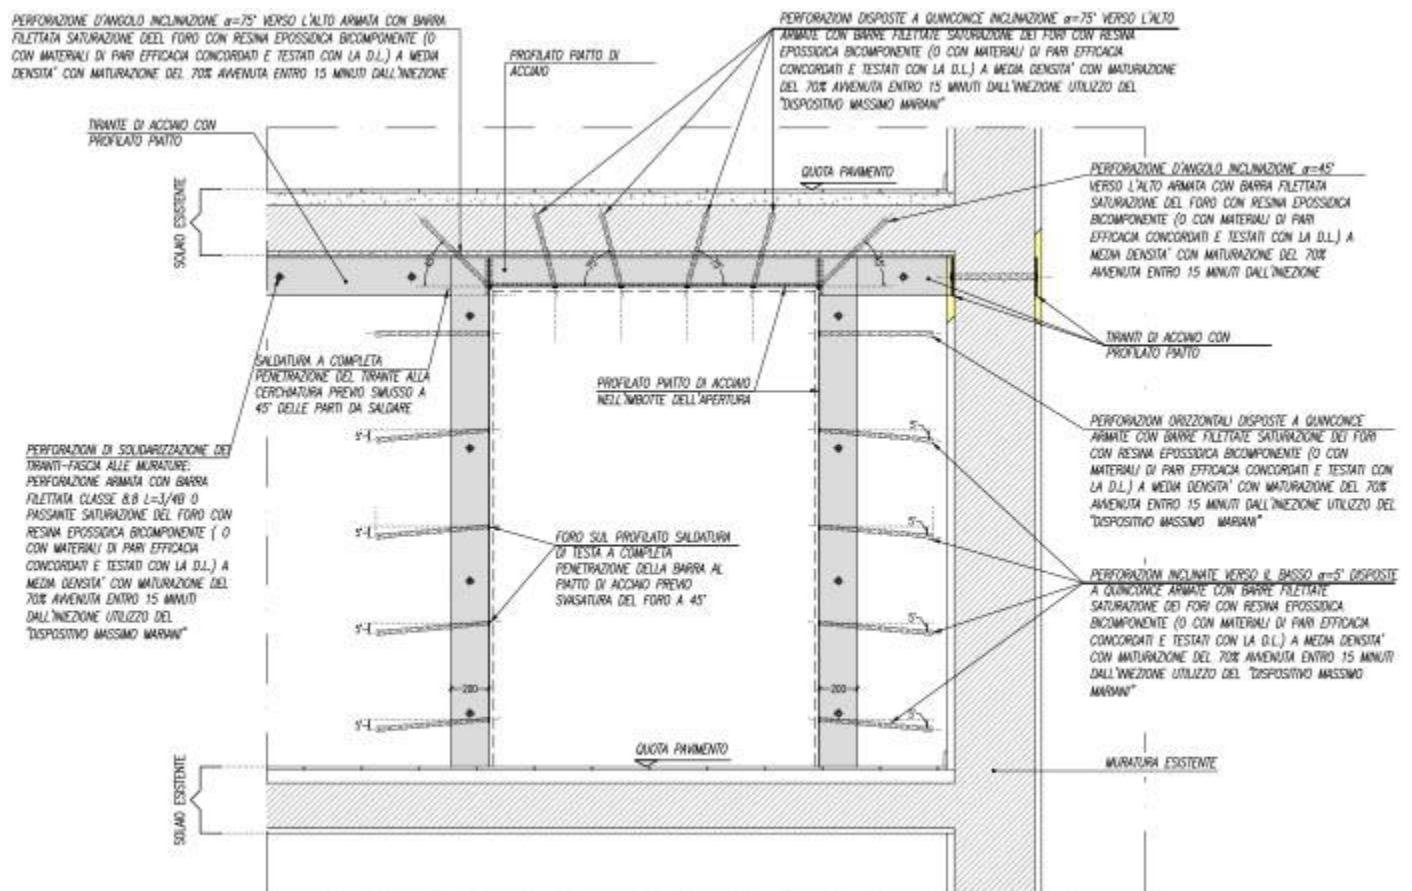 PERFORAZIONE D'ANGOLO INCLINAZIONE α=75° VERSO L'ALTO ARMATA CON BARRA
FILETTATA SATURAZIONE DEEL FORO CON RESINA EPOSSIDICA BICOMPONENTE (O
CON MATERIALI DI PARI EFFICACIA CONCORDATI E TESTATI CON LA D.L.) A MEDIA
DENSITA' CON MATURAZIONE DEL 70% AVVENUTA ENTRO 15 MINUTI DALL'INIEZIONE
PROFILATO PIATTO DI
ACCIAIO
PERFORAZIONI DISPOSTE A QUINCONCE INCLINAZIONE α=75° VERSO L'ALTO
ARMATE CON BARRE FILETTATE SATURAZIONE DEI FORI CON RESINA
EPOSSIDICA BICOMPONENTE (O CON MATERIALI DI PARI EFFICACIA
CONCORDATI E TESTATI CON LA D.L.) A MEDIA DENSITA' CON MATURAZIONE
DEL 70% AVVENUTA ENTRO 15 MINUTI DALL'INIEZIONE UTILIZZO DEL
"DISPOSITIVO MASSIMO MARIANI"
TIRANTE DI ACCIAIO CON
PROFILATO PIATTO
QUOTA PAVIMENTO
SOLAIO ESISTENTE
PERFORAZIONE D'ANGOLO INCLINAZIONE α=45°
VERSO L'ALTO ARMATA CON BARRA FILETTATA
SATURAZIONE DEL FORO CON RESINA EPOSSIDICA
BICOMPONENTE (O CON MATERIALI DI PARI
EFFICACIA CONCORDATI E TESTATI CON LA D.L.) A
MEDIA DENSITA' CON MATURAZIONE DEL 70%
AVVENUTA ENTRO 15 MINUTI DALL'INIEZIONE
TIRANTI DI ACCIAIO CON
PROFILATO PIATTO
SALDATURA A COMPLETA
PENETRAZIONE DEL TIRANTE ALLA
CERCHIATURA PREVIO SMUSSO A
45° DELLE PARTI DA SALDARE
PROFILATO PIATTO DI ACCIAIO
NELL'IMBOTTE DELL'APERTURA
PERFORAZIONI DI SOLIDARIZZAZIONE DEI
TIRANTI-FASCIA ALLE MURATURE:
PERFORAZIONE ARMATA CON BARRA
FILETTATA CLASSE 8.8 L=3/4B O
PASSANTE SATURAZIONE DEL FORO CON
RESINA EPOSSIDICA BICOMPONENTE ( O
CON MATERIALI DI PARI EFFICACIA
CONCORDATI E TESTATI CON LA D.L.) A
MEDIA DENSITA' CON MATURAZIONE DEL
70% AVVENUTA ENTRO 15 MINUTI
DALL'INIEZIONE UTILIZZO DEL
"DISPOSITIVO MASSIMO MARIANI"
PERFORAZIONI ORIZZONTALI DISPOSTE A QUINCONCE
ARMATE CON BARRE FILETTATE SATURAZIONE DEI FORI
CON RESINA EPOSSIDICA BICOMPONENTE (O CON
MATERIALI DI PARI EFFICACIA CONCORDATI E TESTATI CON
LA D.L.) A MEDIA DENSITA' CON MATURAZIONE DEL 70%
AVVENUTA ENTRO 15 MINUTI DALL'INIEZIONE UTILIZZO DEL
"DISPOSITIVO MASSIMO MARIANI"
5°
5°
FORO SUL PROFILATO SALDATURA
DI TESTA A COMPLETA
PENETRAZIONE DELLA BARRA AL
PIATTO DI ACCIAIO PREVIO
SVASATURA DEL FORO A 45°
5°
5°
PERFORAZIONI INCLINATE VERSO IL BASSO α=5° DISPOSTE
A QUINCONCE ARMATE CON BARRE FILETTATE
SATURAZIONE DEI FORI CON RESINA EPOSSIDICA
BICOMPONENTE (O CON MATERIALI DI PARI EFFICACIA
CONCORDATI E TESTATI CON LA D.L.) A MEDIA DENSITA'
CON MATURAZIONE DEL 70% AVVENUTA ENTRO 15 MINUTI
DALL'INIEZIONE UTILIZZO DEL "DISPOSITIVO MASSIMO
MARIANI"
5°
5°
200
200
5°
5°
QUOTA PAVIMENTO
SOLAIO ESISTENTE
MURATURA ESISTENTE